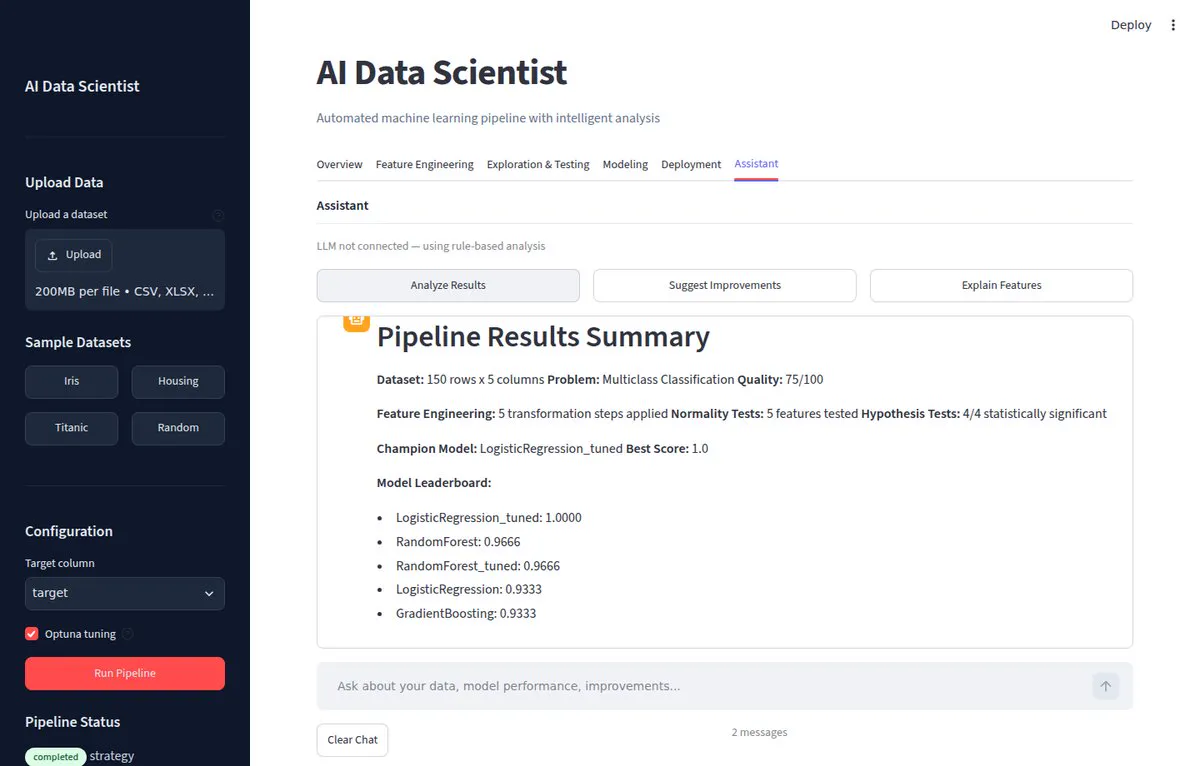 Deploy
AI Data Scientist
Upload Data
Upload a dataset
Upload
200MB per file • CSV, XLSX, ...
Sample Datasets
Iris
Housing
Titanic
Random
Configuration
Target column
target
Optuna tuning
Run Pipeline
Pipeline Status
completed strategy
AI Data Scientist
Automated machine learning pipeline with intelligent analysis
Overview Feature Engineering Exploration & Testing Modeling Deployment Assistant
Assistant
LLM not connected — using rule-based analysis
Analyze Results Suggest Improvements Explain Features
Pipeline Results Summary
Dataset: 150 rows x 5 columns Problem: Multiclass Classification Quality: 75/100
Feature Engineering: 5 transformation steps applied Normality Tests: 5 features tested Hypothesis Tests: 4/4 statistically significant
Champion Model: LogisticRegression_tuned Best Score: 1.0
Model Leaderboard:
• LogisticRegression_tuned: 1.0000
• RandomForest: 0.9666
• RandomForest_tuned: 0.9666
• LogisticRegression: 0.9333
• GradientBoosting: 0.9333
Ask about your data, model performance, improvements...
Clear Chat
2 messages